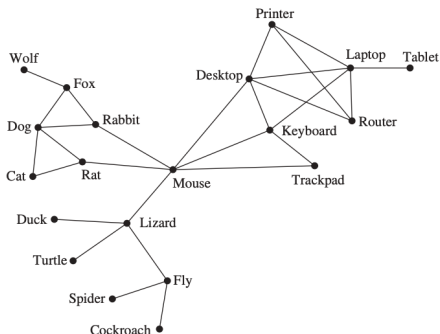 Printer
Wolf
Laptop
Tablet
Fox
Desktop
Dog
Rabbit
Keyboard
Router
Cat
Rat
Mouse
Trackpad
Duck
Lizard
Turtle
Fly
Spider
Cockroach